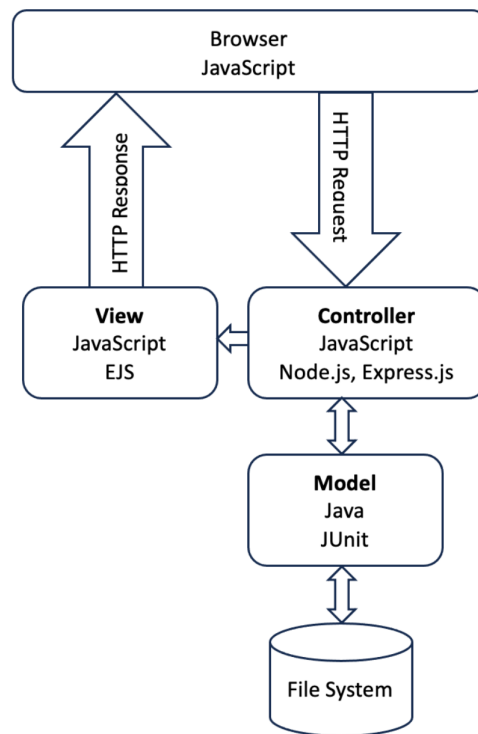 Browser
JavaScript
HTTP Response
HTTP Request
View
JavaScript
EJS
Controller
JavaScript
Node.js, Express.js
Model
Java
JUnit
File System